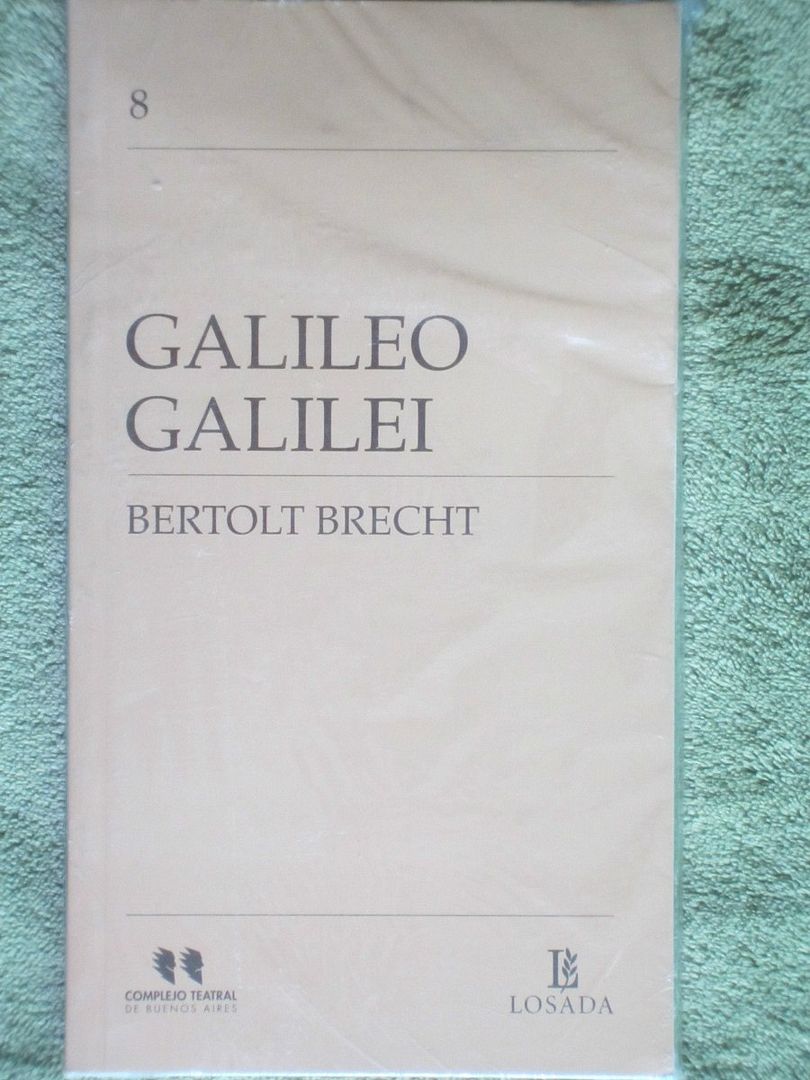 8
GALILEO
GALILEI
BERTOLT BRECHT
COMPLEJO TEATRAL
DE BUENOS AIRES
L
LOSADA